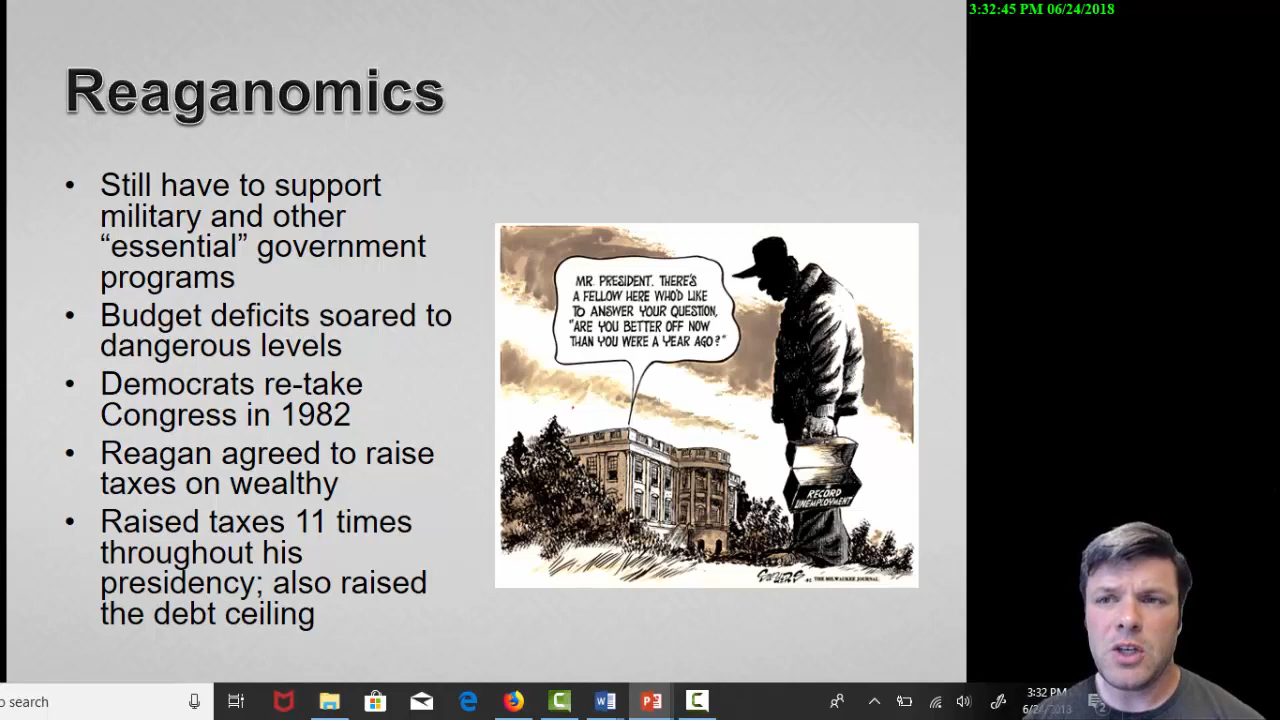 3:32:45 PM 06/24/2018
Reaganomics
• Still have to support
military and other
“essential” government
programs
• Budget deficits soared to
dangerous levels
• Democrats re-take
Congress in 1982
• Reagan agreed to raise
taxes on wealthy
• Raised taxes 11 times
throughout his
presidency; also raised
the debt ceiling
MR. PRESIDENT. THERE'S
A FELLOW HERE WHO'D LIKE
TO ANSWER YOUR QUESTION,
"ARE YOU BETTER OFF NOW
THAN YOU WERE A YEAR AGO?"
RECORD
UNEMPLOYMENT
THE MILWAUKEE JOURNAL
o search
3:32 PM
6/24/2018
2